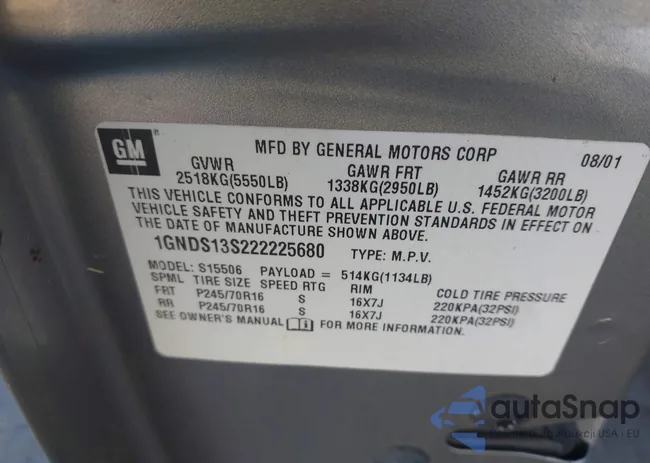 GM
MFD BY GENERAL MOTORS CORP 08/01
GVWR GAWR FRT GAWR RR
2518KG(5550LB) 1338KG(2950LB) 1452KG(3200LB)
THIS VEHICLE CONFORMS TO ALL APPLICABLE U.S. FEDERAL MOTOR
VEHICLE SAFETY AND THEFT PREVENTION STANDARDS IN EFFECT ON
THE DATE OF MANUFACTURE SHOWN ABOVE.
1GNDS13S222225680 TYPE: M.P.V.
MODEL: S15506 PAYLOAD = 514KG(1134LB)
SPML TIRE SIZE SPEED RTG RIM COLD TIRE PRESSURE
FRT P245/70R16 S 16X7J 220KPA(32PSI)
RR P245/70R16 S 16X7J 220KPA(32PSI)
SEE OWNER'S MANUAL FOR MORE INFORMATION.
autaSnap
USA - EU